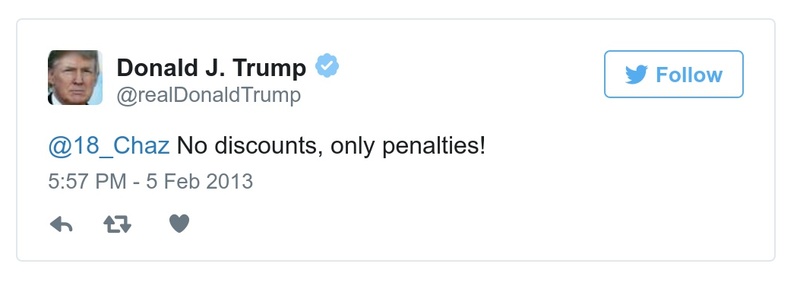 Donald J. Trump
@realDonaldTrump
Follow
@18_Chaz No discounts, only penalties!
5:57 PM - 5 Feb 2013